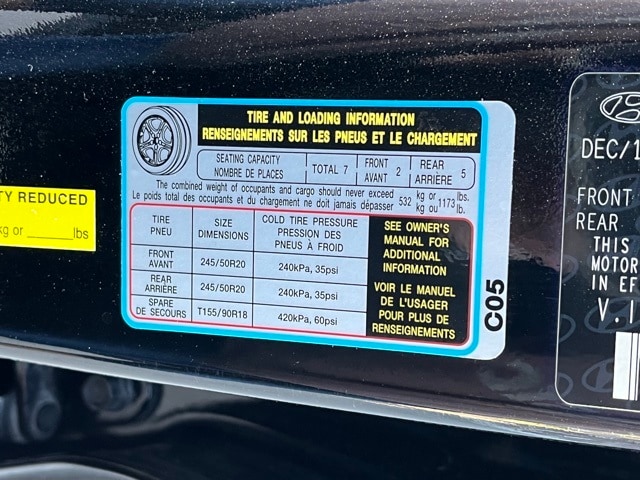 TIRE AND LOADING INFORMATION
RENSEIGNEMENTS SUR LES PNEUS ET LE CHARGEMENT
SEATING CAPACITY
NOMBRE DE PLACES
TOTAL 7
FRONT
AVANT 2
REAR
ARRIÈRE 5
The combined weight of occupants and cargo should never exceed 532 kg or 1173 lbs.
Le poids total des occupants et du chargement ne doit jamais dépasser kg ou lb.
TIRE
PNEU
SIZE
DIMENSIONS
COLD TIRE PRESSURE
PRESSION DES
PNEUS À FROID
FRONT
AVANT
245/50R20
240kPa, 35psi
REAR
ARRIÈRE
245/50R20
240kPa, 35psi
SPARE
DE SECOURS
T155/90R18
420kPa, 60psi
SEE OWNER'S
MANUAL FOR
ADDITIONAL
INFORMATION
VOIR LE MANUEL
DE L'USAGER
POUR PLUS DE
RENSEIGNEMENTS
C05
TY REDUCED
kg or ____lbs
DEC/1
FRONT
REAR
THIS
MOTOR
IN EF
V.I